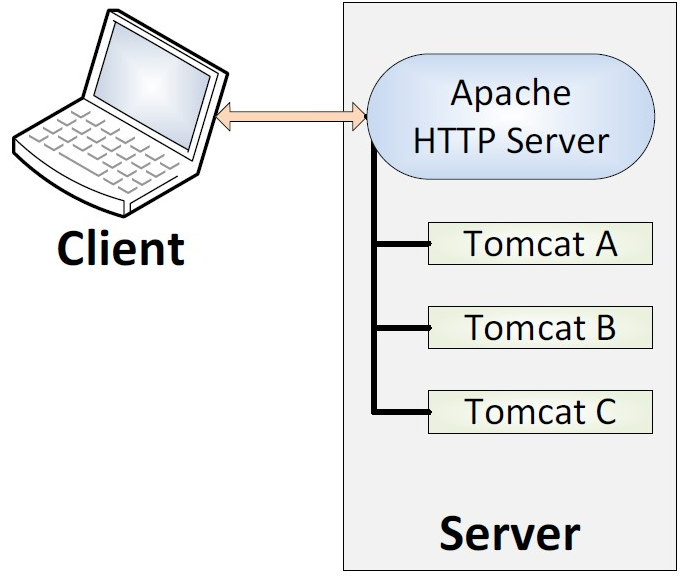 Client
Apache
HTTP Server
Tomcat A
Tomcat B
Tomcat C
Server